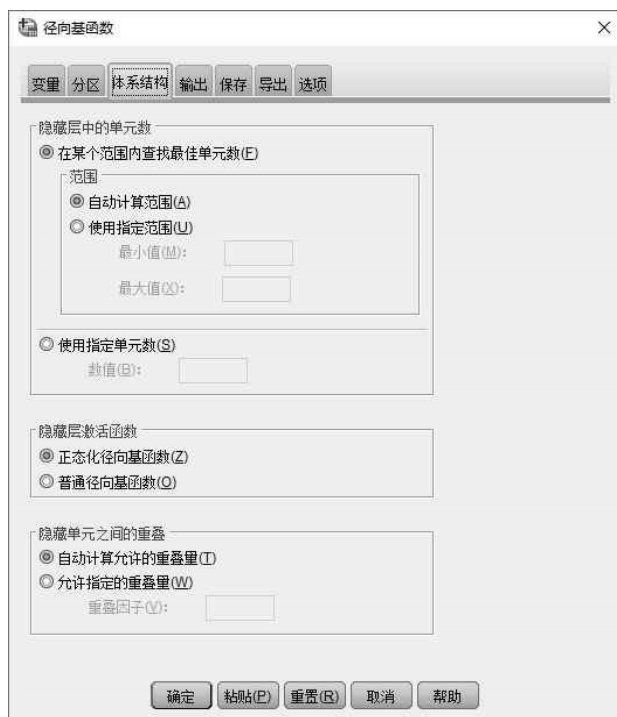 径向基函数
变量 分区 体系结构 输出 保存 导出 选项
隐藏层中的单元数
在某个范围内查找最佳单元数(F)
范围
自动计算范围(A)
使用指定范围(U)
最小值(M):
最大值(X):
使用指定单元数(S)
数值(B):
隐藏层激活函数
正态化径向基函数(Z)
普通径向基函数(O)
隐藏单元之间的重叠
自动计算允许的重叠量(T)
允许指定的重叠量(W)
重叠因子(V):
确定 粘贴(P) 重置(R) 取消 帮助